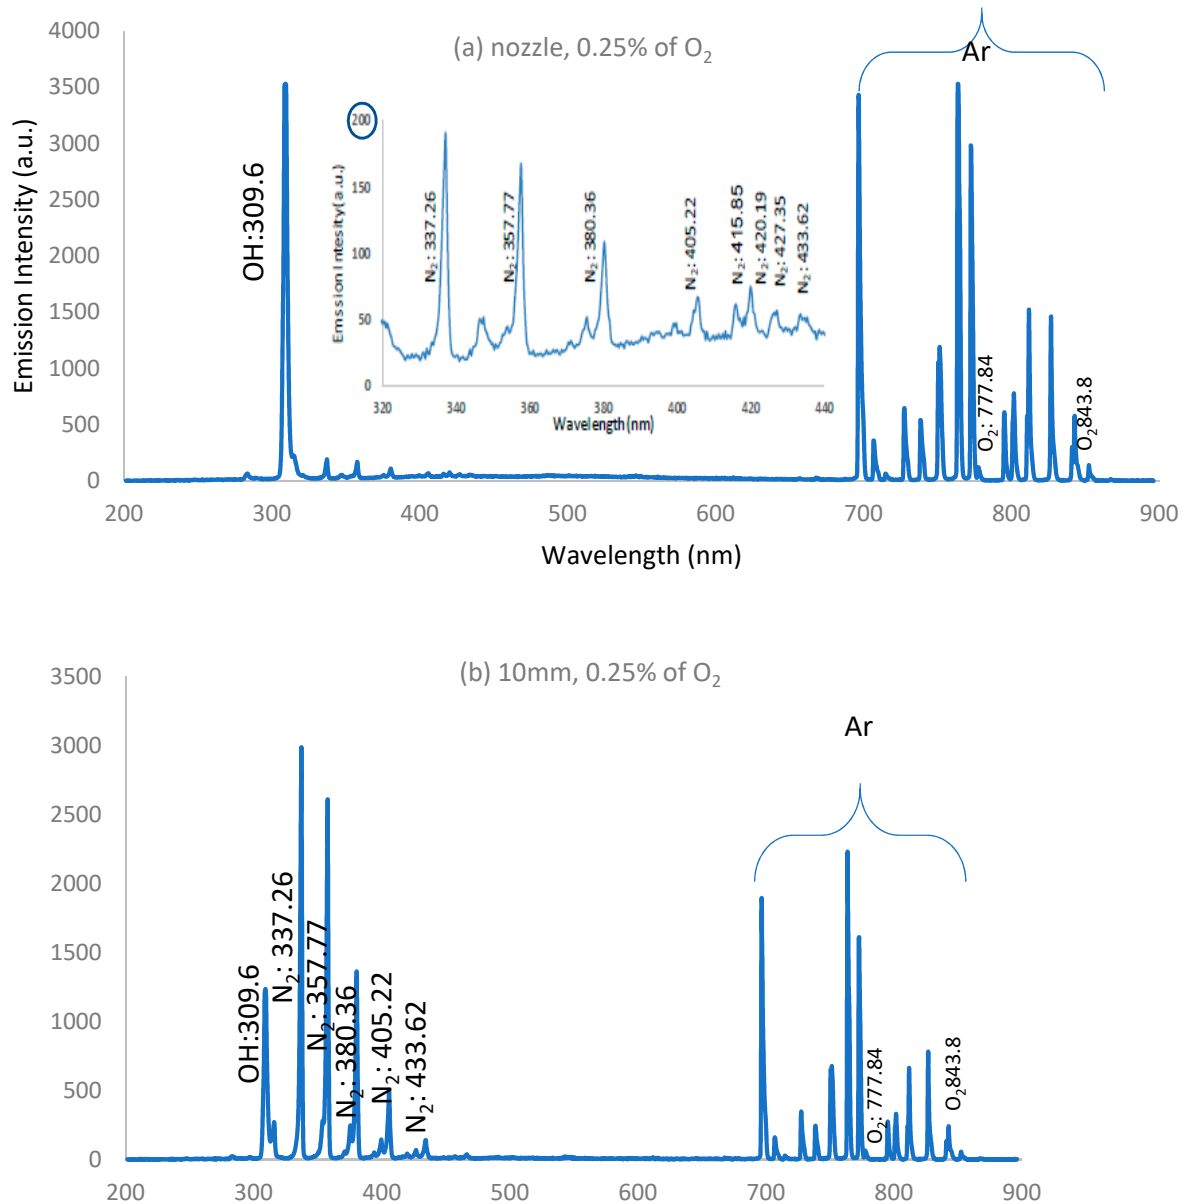 (a) nozzle, 0.25% of O₂
Ar
4000
3500
3000
2500
2000
1500
1000
500
0
Emission Intensity (a.u.)
OH:309.6
200
150
100
50
0
Emssion Intesity(a.u.)
N₂: 337.26
N₂: 357.77
N₂: 380.36
N₂: 405.22
N₂: 415.85
N₂: 420.19
N₂: 427.35
N₂: 433.62
320 340 360 380 400 420 440
Wavelength(nm)
O₂: 777.84
O₂843.8
200 300 400 500 600 700 800 900
Wavelength (nm)
(b) 10mm, 0.25% of O₂
Ar
3500
3000
2500
2000
1500
1000
500
0
OH:309.6
N₂: 337.26
N₂: 357.77
N₂: 380.36
N₂: 405.22
N₂: 433.62
O₂: 777.84
O₂843.8
200 300 400 500 600 700 800 900